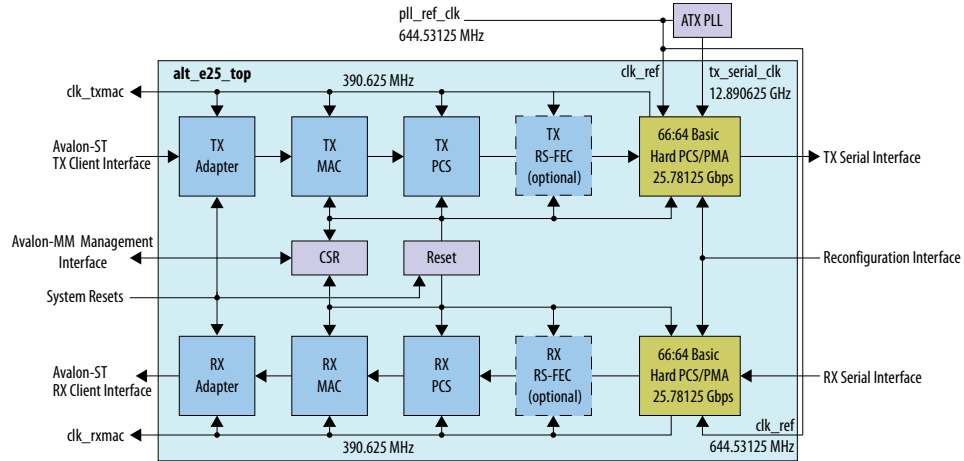 pll_ref_clk
644.53125 MHz
ATX PLL
alt_e25_top
390.625 MHz
clk_ref
tx_serial_clk
12.890625 GHz
clk_txmac
Avalon-ST
TX Client Interface
TX
Adapter
TX
MAC
TX
PCS
TX
RS-FEC
(optional)
66:64 Basic
Hard PCS/PMA
25.78125 Gbps
TX Serial Interface
Avalon-MM Management
Interface
CSR
Reset
Reconfiguration Interface
System Resets
Avalon-ST
RX Client Interface
RX
Adapter
RX
MAC
RX
PCS
RX
RS-FEC
(optional)
66:64 Basic
Hard PCS/PMA
25.78125 Gbps
RX Serial Interface
clk_rxmac
390.625 MHz
clk_ref
644.53125 MHz